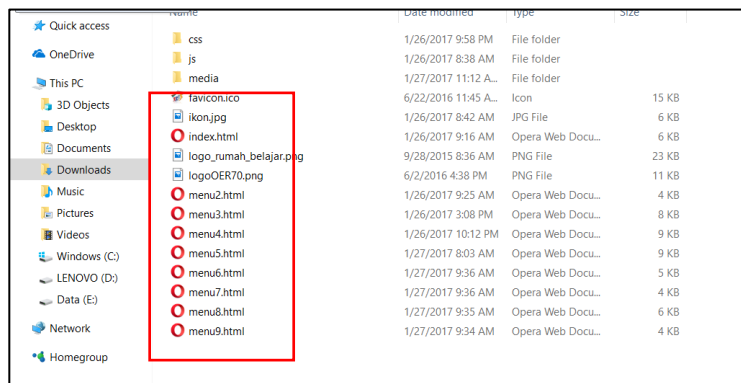 Name Date modified Type Size
Quick access
OneDrive
This PC
3D Objects
Desktop
Documents
Downloads
Music
Pictures
Videos
Windows (C:)
LENOVO (D:)
Data (E:)
Network
Homegroup
css 1/26/2017 9:58 PM File folder
js 1/26/2017 8:38 AM File folder
media 1/27/2017 11:12 A... File folder
favicon.ico 6/22/2016 11:45 A... Icon 15 KB
ikon.jpg 1/26/2017 8:42 AM JPG File 6 KB
index.html 1/26/2017 9:16 AM Opera Web Docu... 6 KB
logo_rumah_belajar.png 9/28/2015 8:36 AM PNG File 23 KB
logoOER70.png 6/2/2016 4:38 PM PNG File 11 KB
menu2.html 1/26/2017 9:25 AM Opera Web Docu... 4 KB
menu3.html 1/26/2017 3:08 PM Opera Web Docu... 8 KB
menu4.html 1/26/2017 10:12 PM Opera Web Docu... 9 KB
menu5.html 1/27/2017 8:03 AM Opera Web Docu... 9 KB
menu6.html 1/27/2017 9:36 AM Opera Web Docu... 5 KB
menu7.html 1/27/2017 9:36 AM Opera Web Docu... 4 KB
menu8.html 1/27/2017 9:35 AM Opera Web Docu... 6 KB
menu9.html 1/27/2017 9:34 AM Opera Web Docu... 4 KB